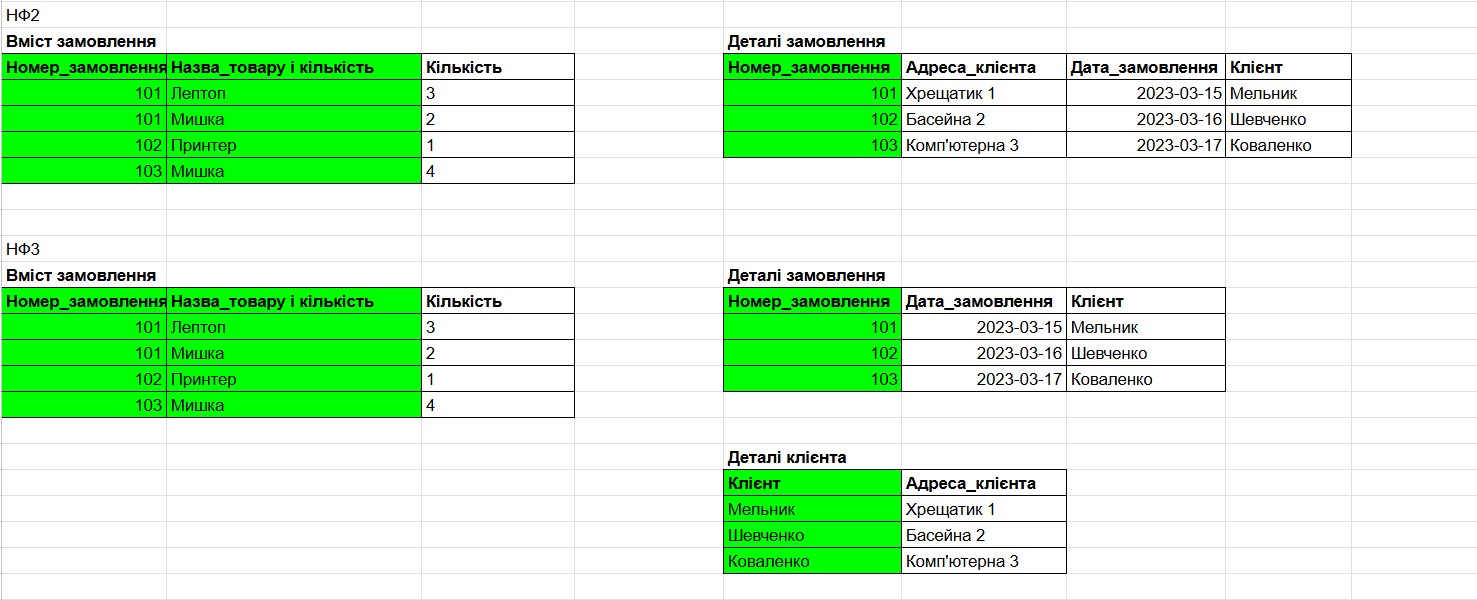 НФ2
Вміст замовлення
Номер_замовлення Назва_товару і кількість Кількість
101 Лептоп 3
101 Мишка 2
102 Принтер 1
103 Мишка 4
Деталі замовлення
Номер_замовлення Адреса_клієнта Дата_замовлення Клієнт
101 Хрещатик 1 2023-03-15 Мельник
102 Басейна 2 2023-03-16 Шевченко
103 Комп'ютерна 3 2023-03-17 Коваленко
НФ3
Вміст замовлення
Номер_замовлення Назва_товару і кількість Кількість
101 Лептоп 3
101 Мишка 2
102 Принтер 1
103 Мишка 4
Деталі замовлення
Номер_замовлення Дата_замовлення Клієнт
101 2023-03-15 Мельник
102 2023-03-16 Шевченко
103 2023-03-17 Коваленко
Деталі клієнта
Клієнт Адреса_клієнта
Мельник Хрещатик 1
Шевченко Басейна 2
Коваленко Комп'ютерна 3